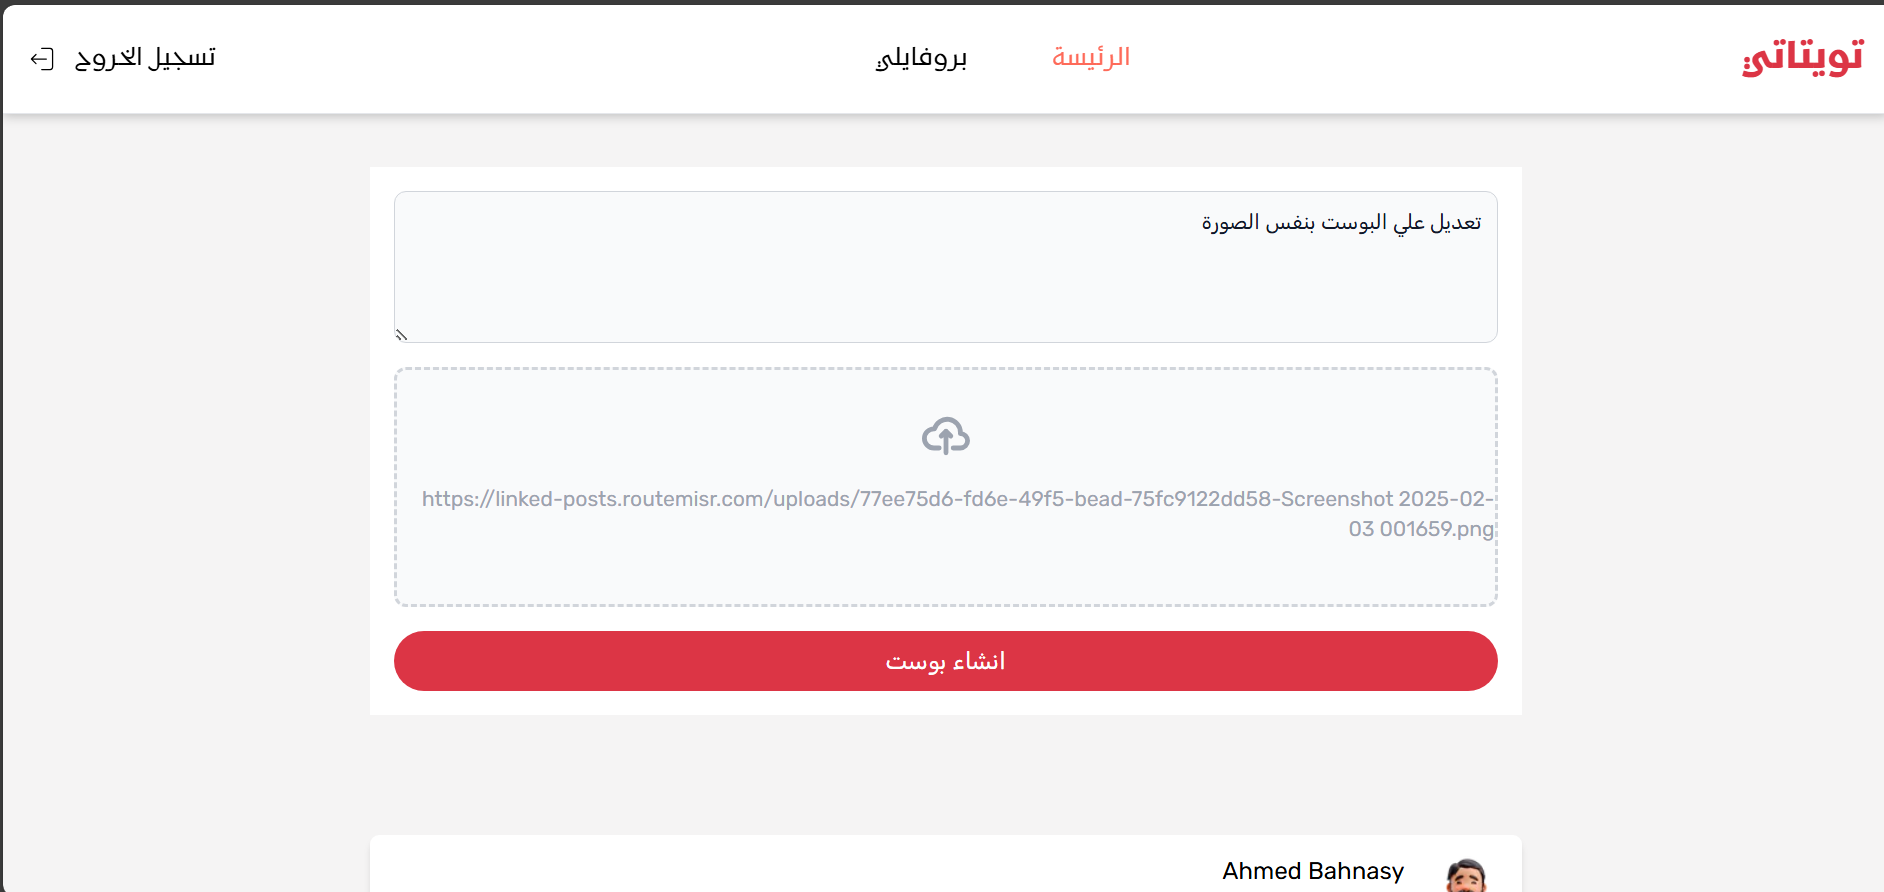 تويتاتي
الرئيسة
بروفايلي
تسجيل الخروج
تعديل علي البوست بنفس الصورة
https://linked-posts.routemisr.com/uploads/77ee75d6-fd6e-49f5-bead-75fc9122dd58-Screenshot 2025-02-
03 001659.png
انشاء بوست
Ahmed Bahnasy